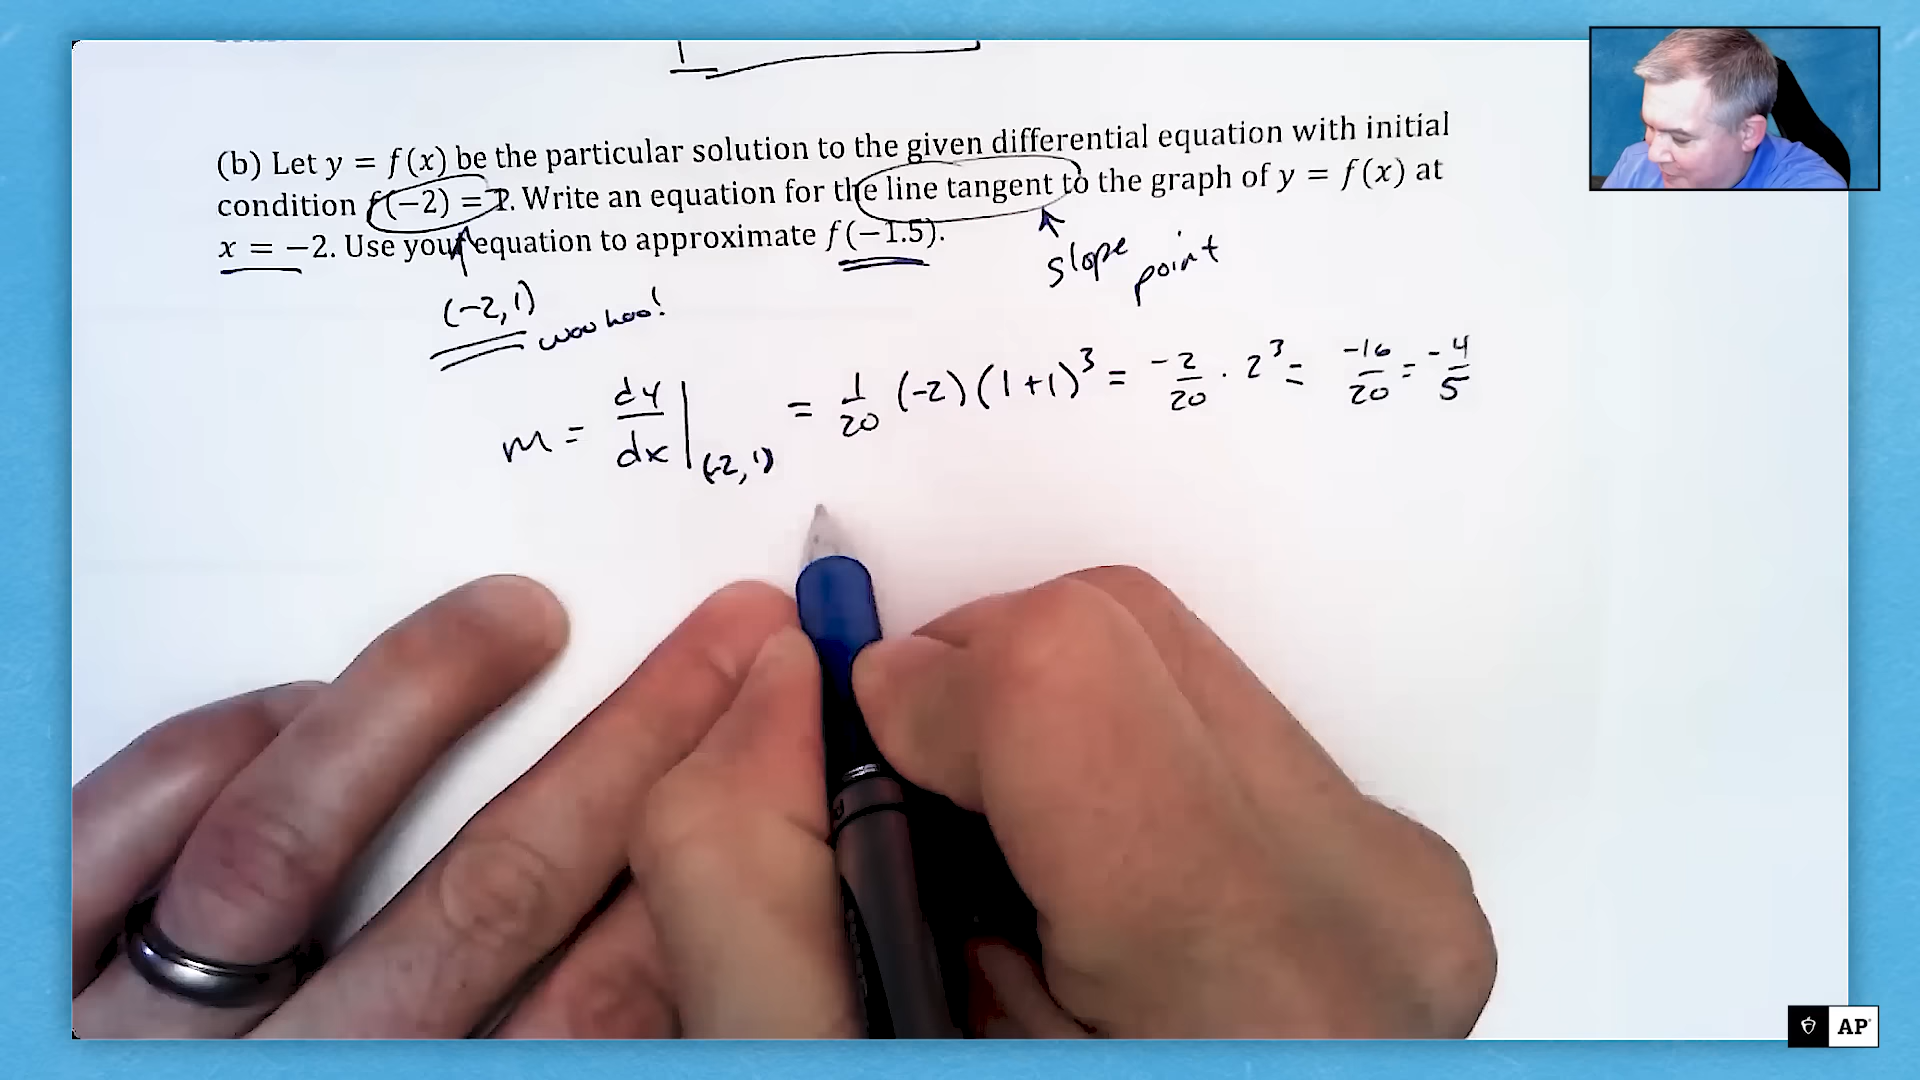 (b) Let y = f(x) be the particular solution to the given differential equation with initial
condition f(−2) = 1. Write an equation for the line tangent to the graph of y = f(x) at
x = −2. Use your equation to approximate f(−1.5).
slope point
(-2,1) woo hoo!
m = dy/dx |(-2,1) = 1/20 (-2)(1+1)^3 = -2/20 · 2^3 = -16/20 = -4/5
AP